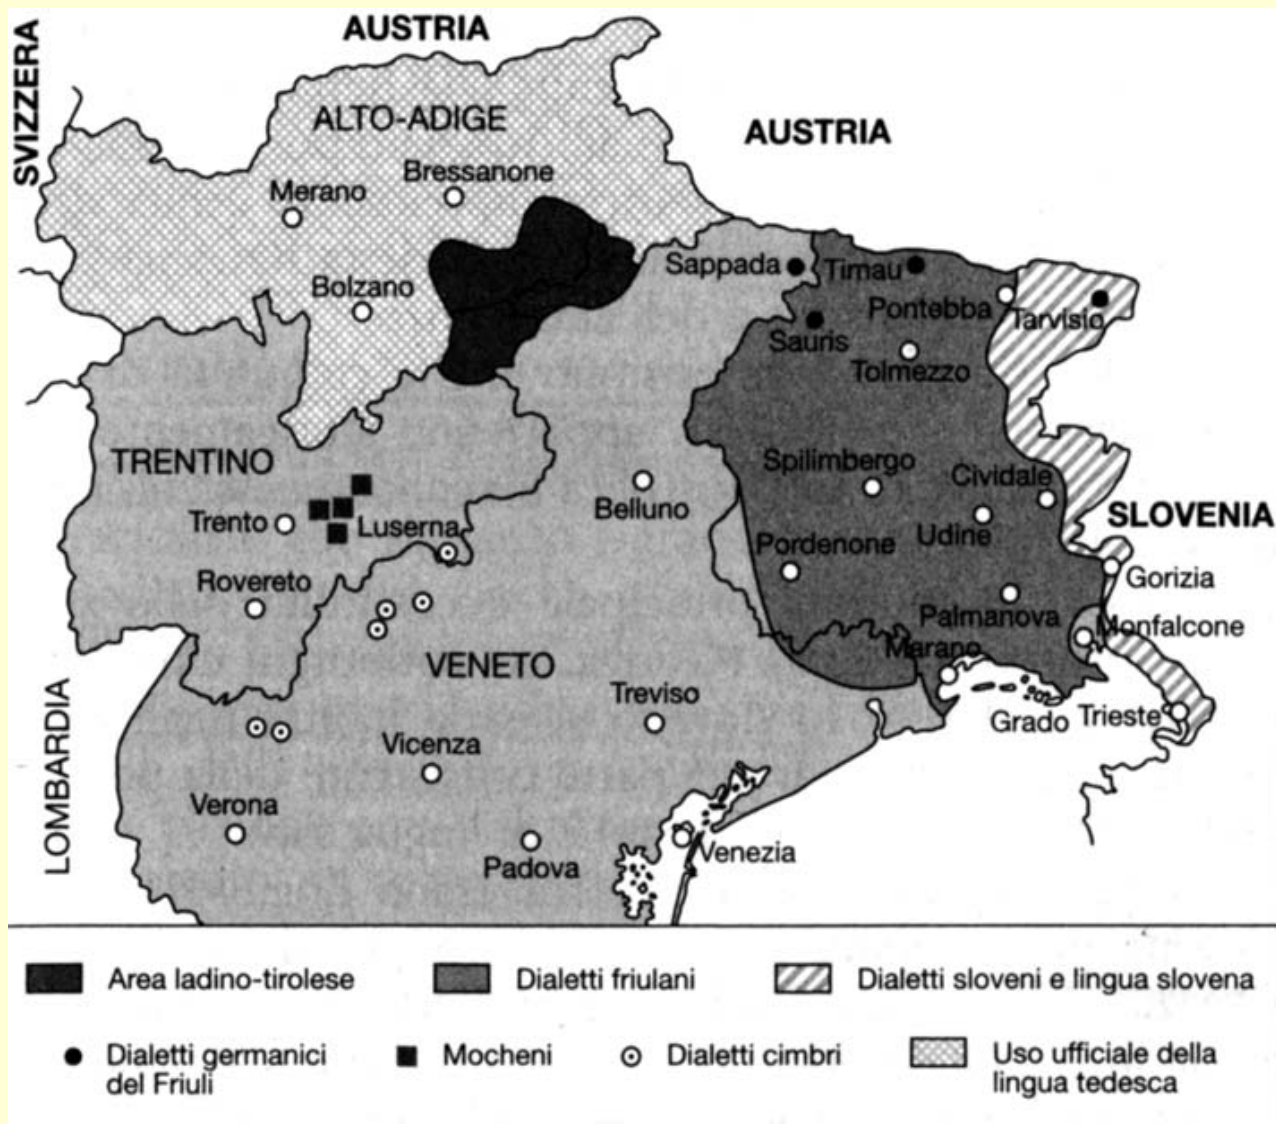 AUSTRIA
SVIZZERA
ALTO-ADIGE
AUSTRIA
Bressanone
Merano
Sappada
Timau
Bolzano
Pontebba
Tarvisio
Sauris
Tolmezzo
TRENTINO
Spilimbergo
Cividale
Belluno
SLOVENIA
Trento
Luserna
Udine
Pordenone
Rovereto
Gorizia
Palmanova
Monfalcone
Marano
VENETO
Treviso
LOMBARDIA
Grado
Trieste
Vicenza
Verona
Venezia
Padova
Area ladino-tirolese
Dialetti friulani
Dialetti sloveni e lingua slovena
Dialetti germanici
del Friuli
Mocheni
Dialetti cimbri
Uso ufficiale della
lingua tedesca